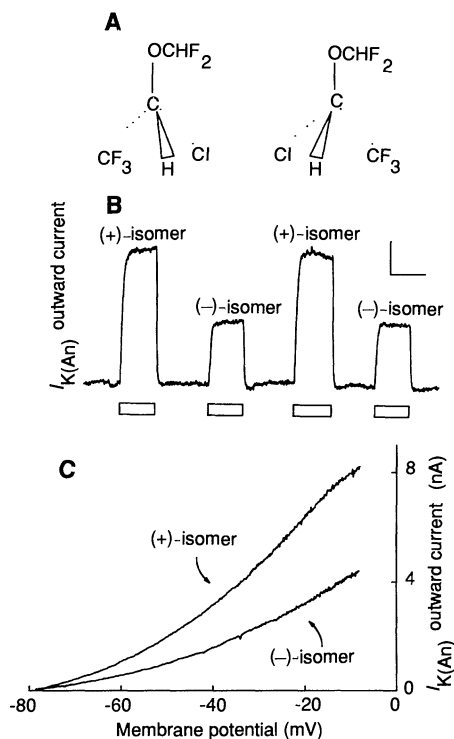 A
OCHF2 OCHF2
C C
CF3 H Cl Cl H CF3
B
(+)-isomer (+)-isomer
(–)-isomer (–)-isomer
IK(An) outward current
C
8
(+)-isomer
4
(–)-isomer
0
IK(An) outward current (nA)
-80 -60 -40 -20 0
Membrane potential (mV)